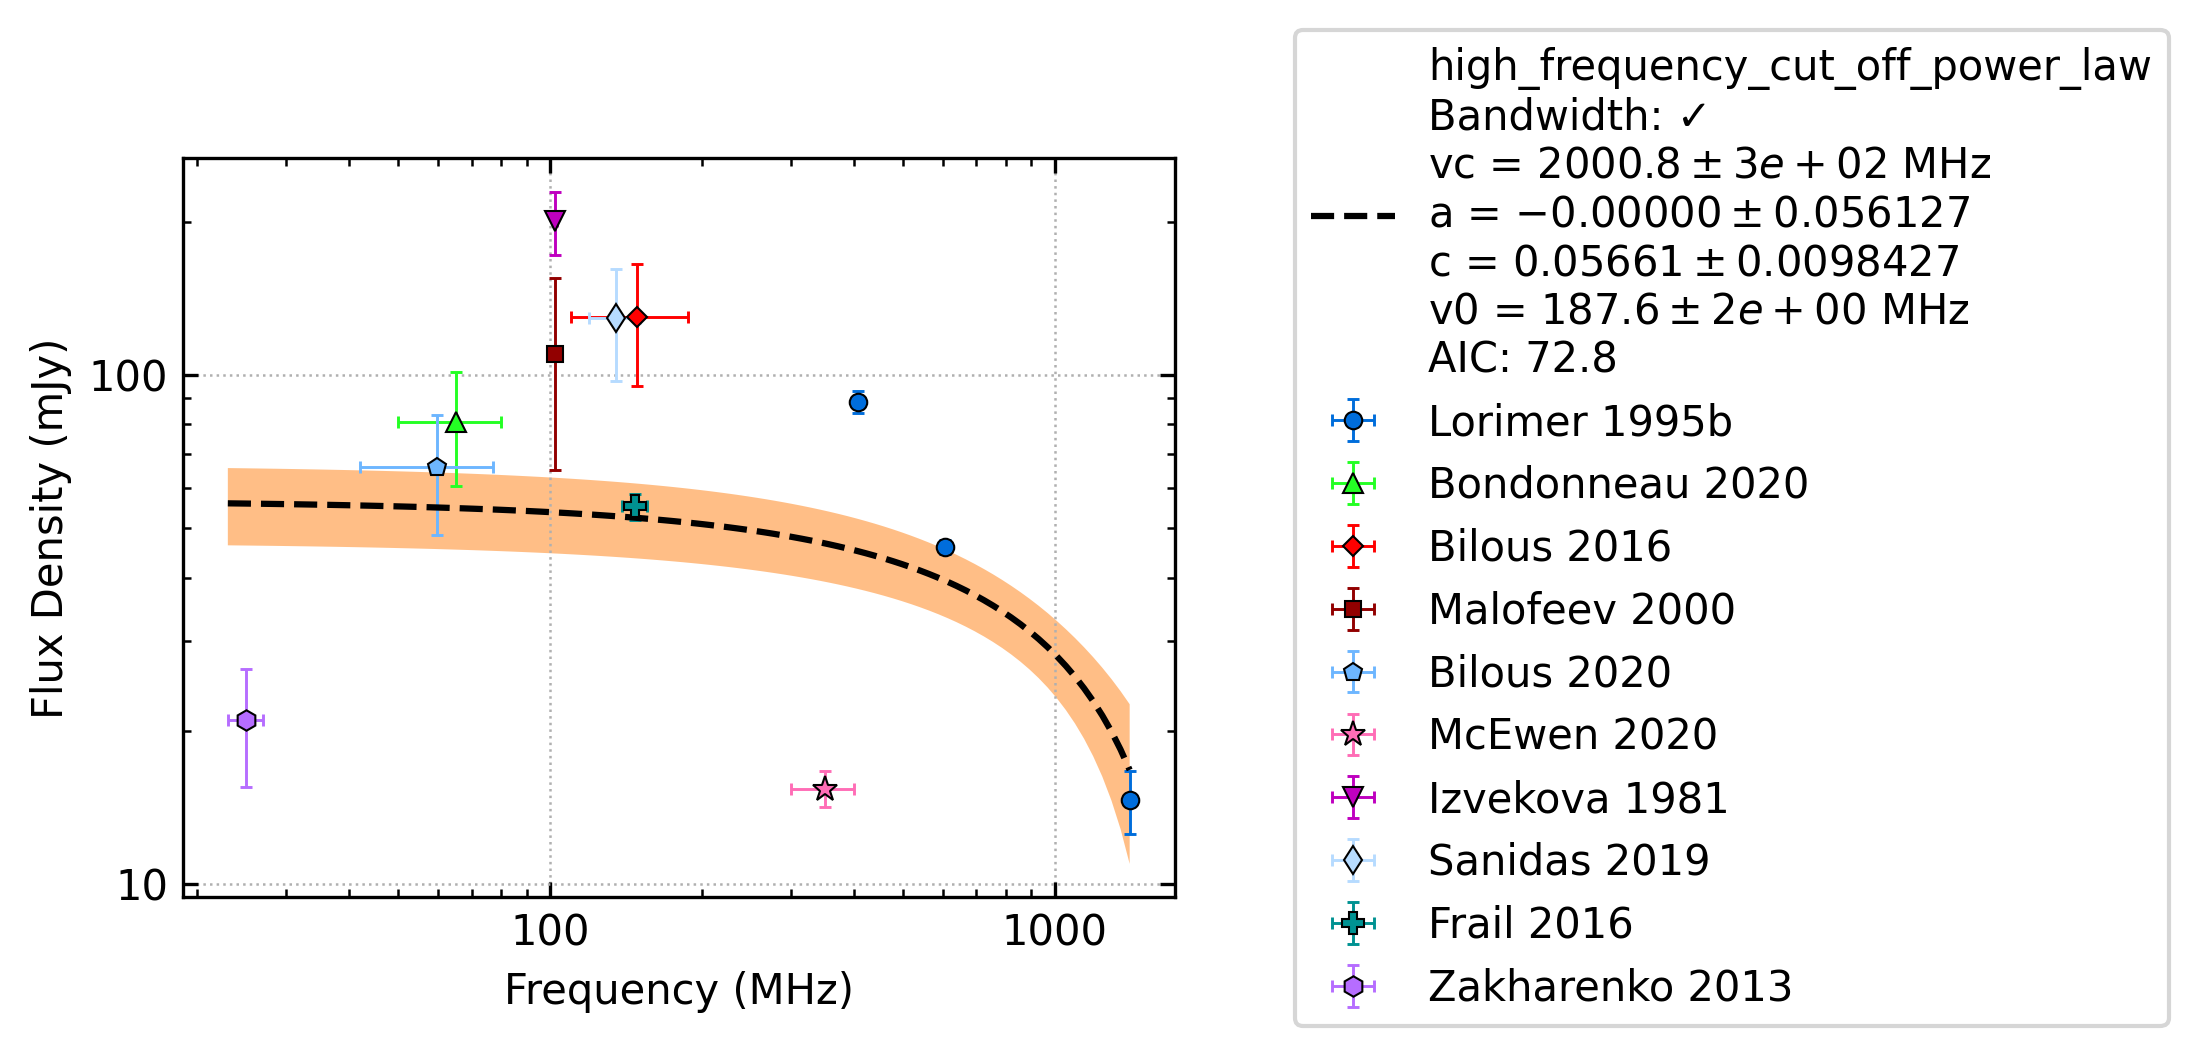 high_frequency_cut_off_power_law
Bandwidth: ✓
vc = 2000.8 ± 3e + 02 MHz
a = −0.00000 ± 0.056127
c = 0.05661 ± 0.0098427
v0 = 187.6 ± 2e + 00 MHz
AIC: 72.8
Lorimer 1995b
Bondonneau 2020
Bilous 2016
Malofeev 2000
Bilous 2020
McEwen 2020
Izvekova 1981
Sanidas 2019
Frail 2016
Zakharenko 2013
Flux Density (mJy)
100
10
100
1000
Frequency (MHz)